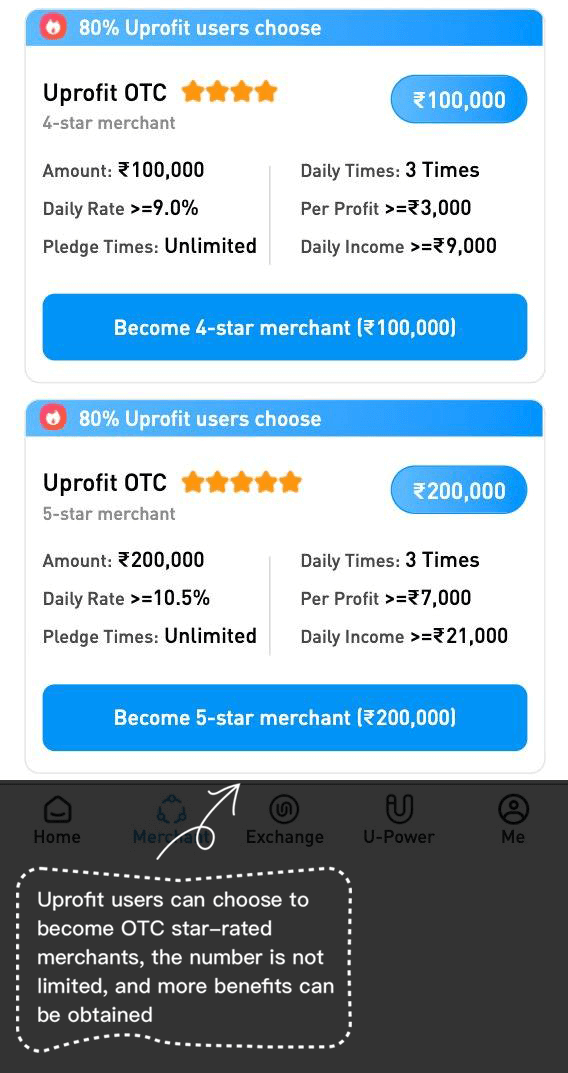 80% Uprofit users choose
Uprofit OTC
₹100,000
4-star merchant
Amount: ₹100,000
Daily Times: 3 Times
Daily Rate >=9.0%
Per Profit >=₹3,000
Pledge Times: Unlimited
Daily Income >=₹9,000
Become 4-star merchant (₹100,000)
80% Uprofit users choose
Uprofit OTC
₹200,000
5-star merchant
Amount: ₹200,000
Daily Times: 3 Times
Daily Rate >=10.5%
Per Profit >=₹7,000
Pledge Times: Unlimited
Daily Income >=₹21,000
Become 5-star merchant (₹200,000)
Home Merchant Exchange U-Power Me
Uprofit users can choose to
become OTC star-rated
merchants, the number is not
limited, and more benefits can
be obtained